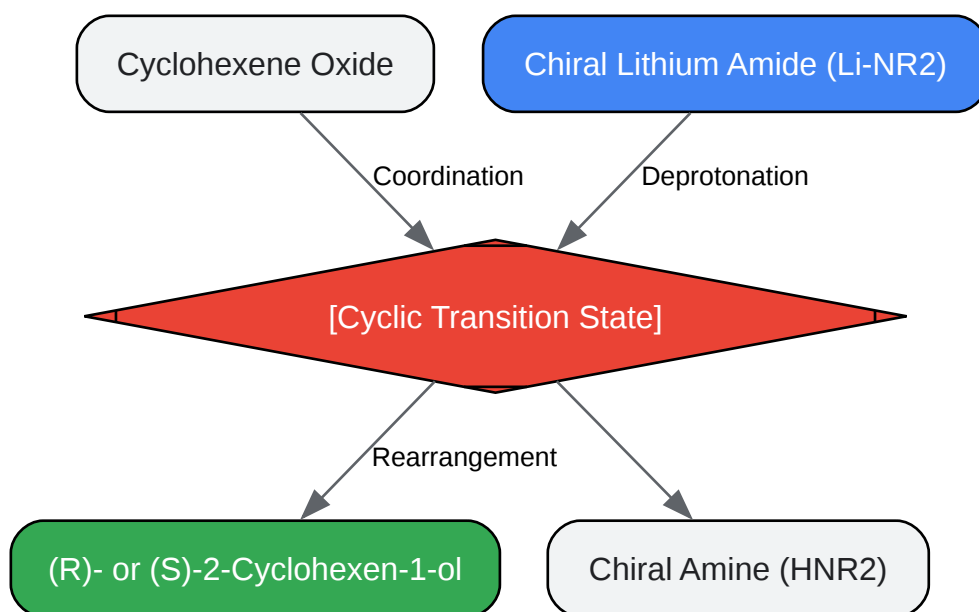 Cyclohexene Oxide
Chiral Lithium Amide (Li-NR2)
Coordination
Deprotonation
[Cyclic Transition State]
Rearrangement
(R)- or (S)-2-Cyclohexen-1-ol
Chiral Amine (HNR2)